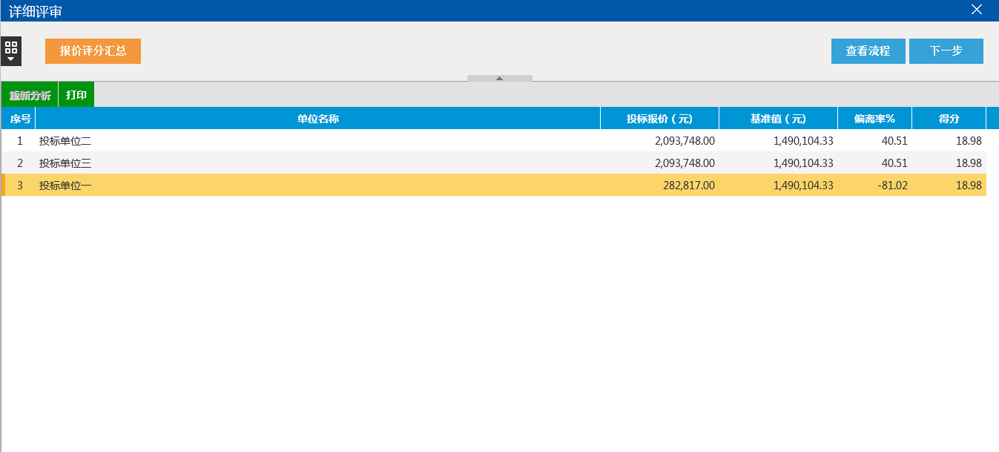 详细评审
报价评分汇总 查看流程 下一步
重新分析 打印
序号 单位名称 投标报价（元) 基准值（元) 偏离率% 得分
1 投标单位二 2,093,748.00 1,490,104.33 40.51 18.98
2 投标单位三 2,093,748.00 1,490,104.33 40.51 18.98
3 投标单位一 282,817.00 1,490,104.33 -81.02 18.98